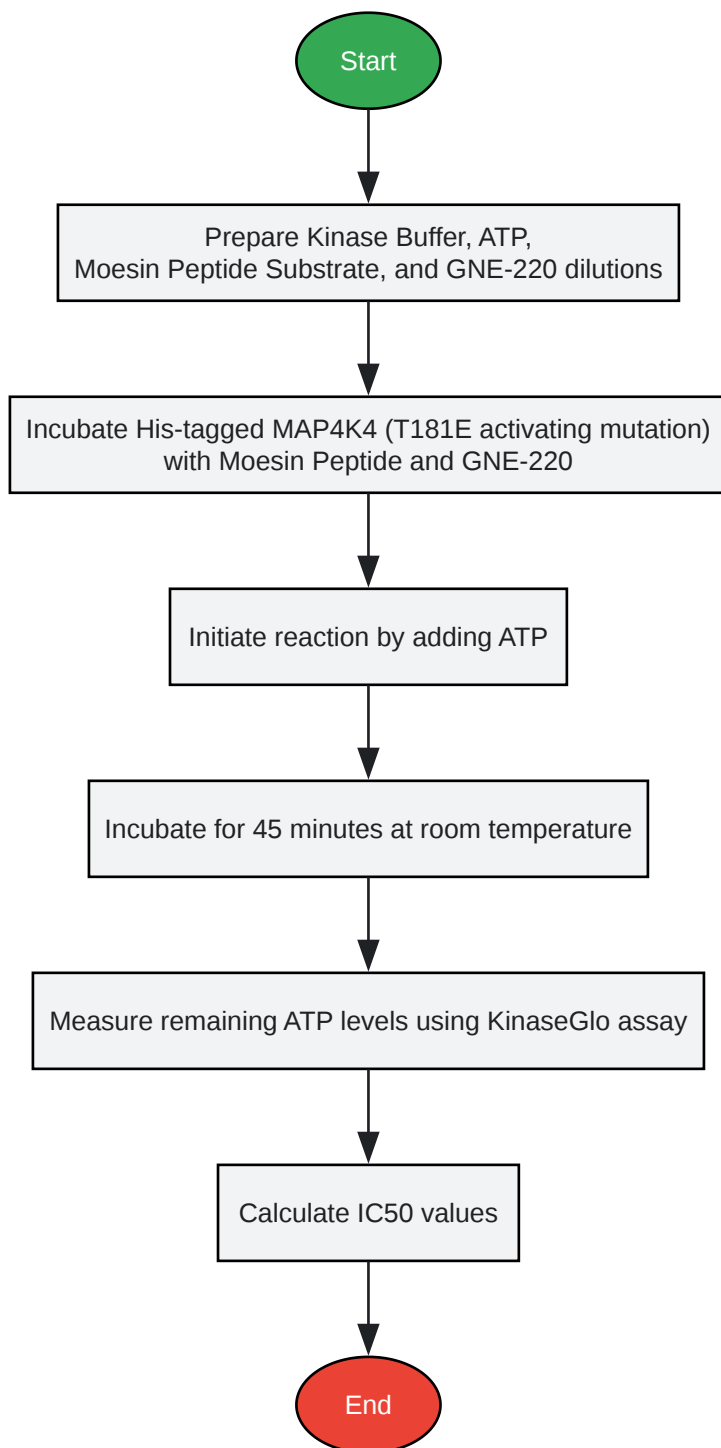 Start
Prepare Kinase Buffer, ATP,
Moesin Peptide Substrate, and GNE-220 dilutions
Incubate His-tagged MAP4K4 (T181E activating mutation)
with Moesin Peptide and GNE-220
Initiate reaction by adding ATP
Incubate for 45 minutes at room temperature
Measure remaining ATP levels using KinaseGlo assay
Calculate IC50 values
End